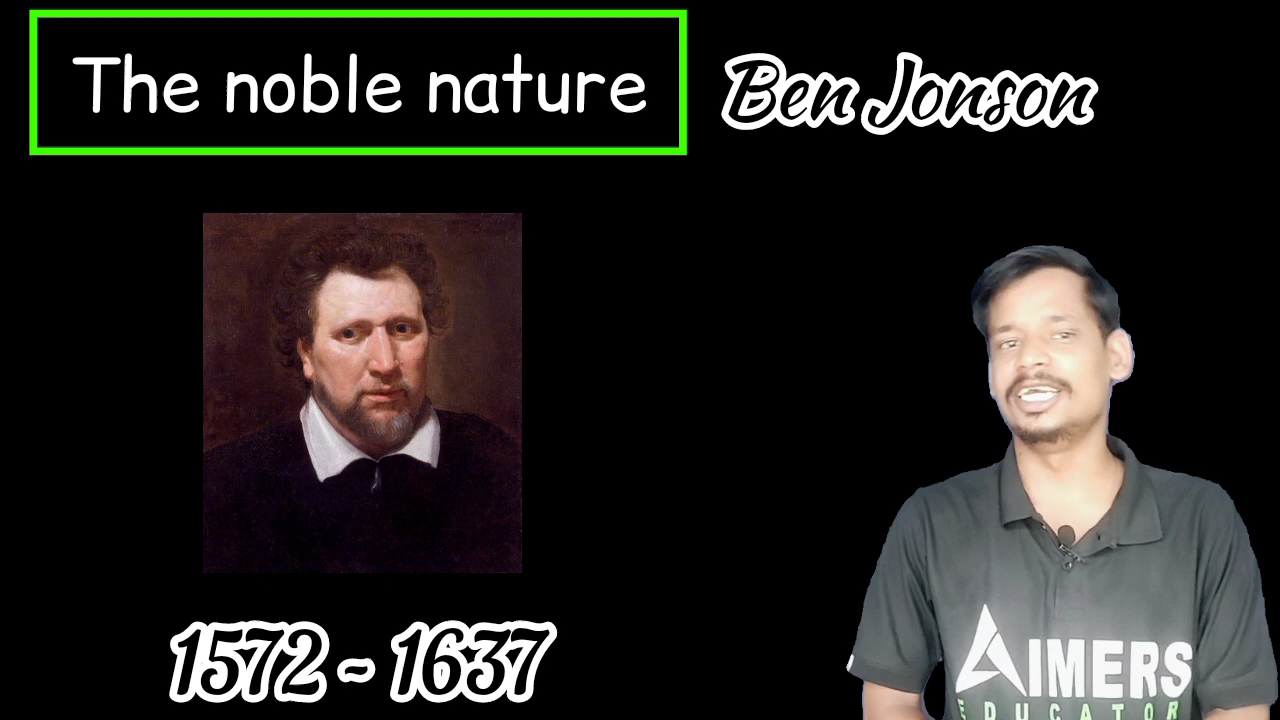 The noble nature
Ben Jonson
1572 - 1637
AIMERS
EDUCATOR